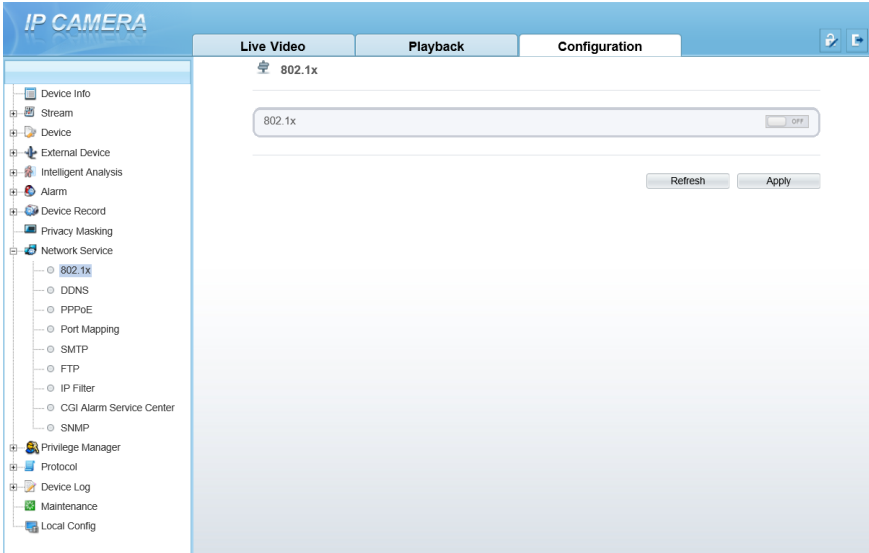 IP CAMERA
Live Video
Playback
Configuration
802.1x
802.1x
OFF
Refresh
Apply
Device Info
Stream
Device
External Device
Intelligent Analysis
Alarm
Device Record
Privacy Masking
Network Service
802.1x
DDNS
PPPoE
Port Mapping
SMTP
FTP
IP Filter
CGI Alarm Service Center
SNMP
Privilege Manager
Protocol
Device Log
Maintenance
Local Config